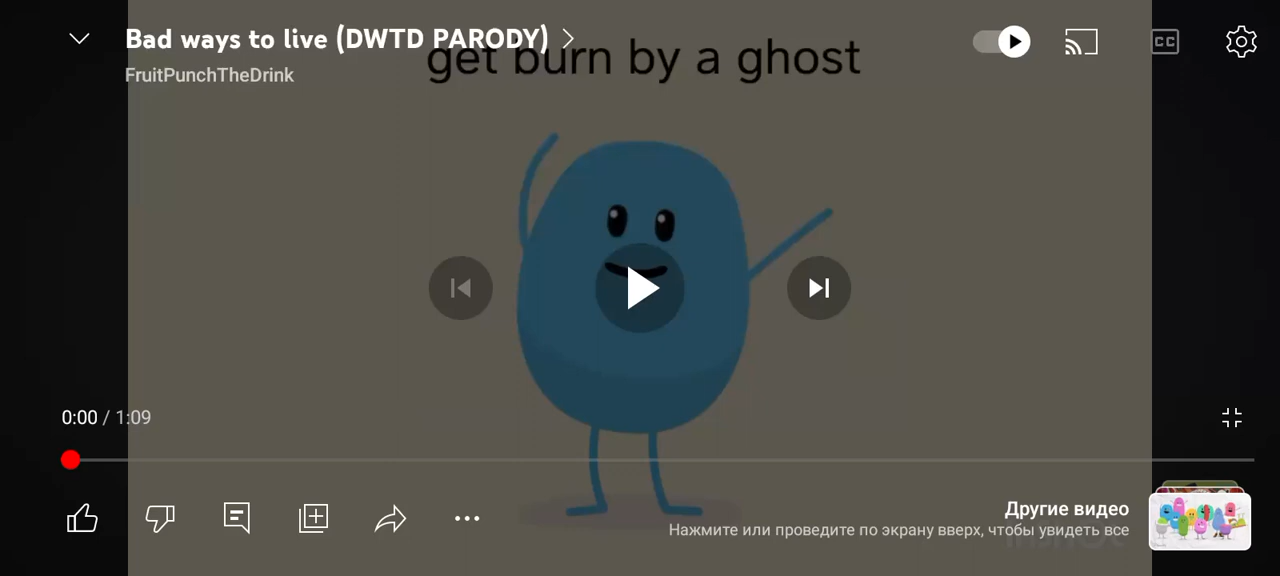 Bad ways to live (DWTD PARODY)
get burn by a ghost
FruitPunchTheDrink
CC
0:00 / 1:09
Другие видео
Нажмите или проведите по экрану вверх, чтобы увидеть все